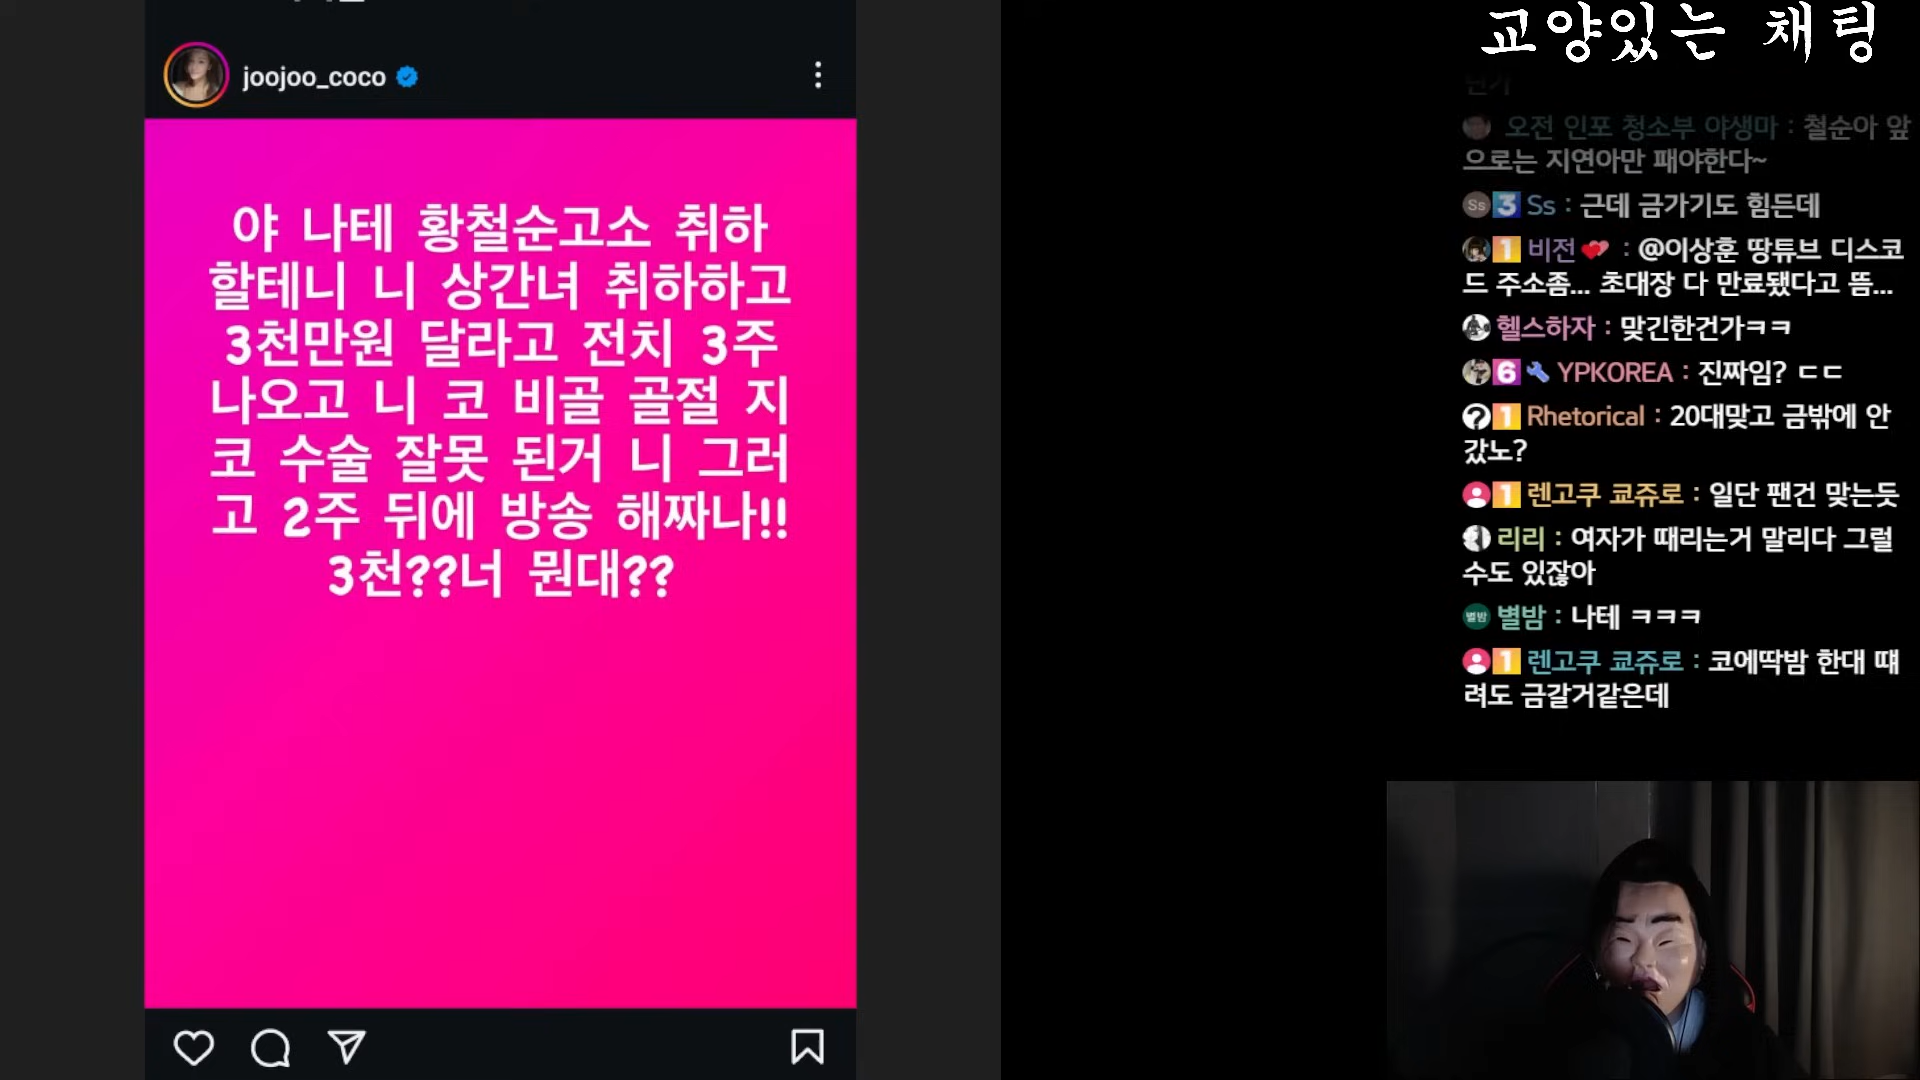 joojoo_coco
야 나테 황철순고소 취하
할테니 니 상간녀 취하하고
3천만원 달라고 전치 3주
나오고 니 코 비골 골절 지
코 수술 잘못 된거 니 그러
고 2주 뒤에 방송 해짜나!!
3천??너 뭔대??
교양있는 채팅
오전 인포 청소부 야생마 : 철순아 앞
으로는 지연아만 패야한다~
Ss 3 Ss : 근데 금가기도 힘든데
1 비전 : @이상훈 땅튜브 디스코
드 주소좀... 초대장 다 만료됐다고 뜸...
헬스하자 : 맞긴한건가ㅋㅋ
6 YPKOREA : 진짜임? ㄷㄷ
? 1 Rhetorical : 20대맞고 금밖에 안
갔노?
1 렌고쿠 쿄쥬로 : 일단 팬건 맞는듯
리리 : 여자가 때리는거 말리다 그럴
수도 있잖아
별밤 별밤 : 나테 ㅋㅋㅋ
1 렌고쿠 쿄쥬로 : 코에딱밤 한대 떄
려도 금갈거같은데